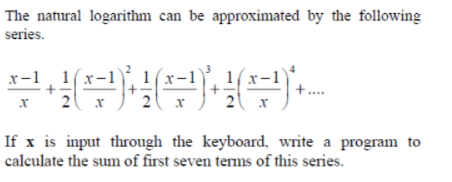 The natural logarithm can be approximated by the following
series.
x−1/x + 1/2 (x−1/x)² + 1/2 (x−1/x)³ + 1/2 (x−1/x)⁴ + ....
If x is input through the keyboard, write a program to
calculate the sum of first seven terms of this series.